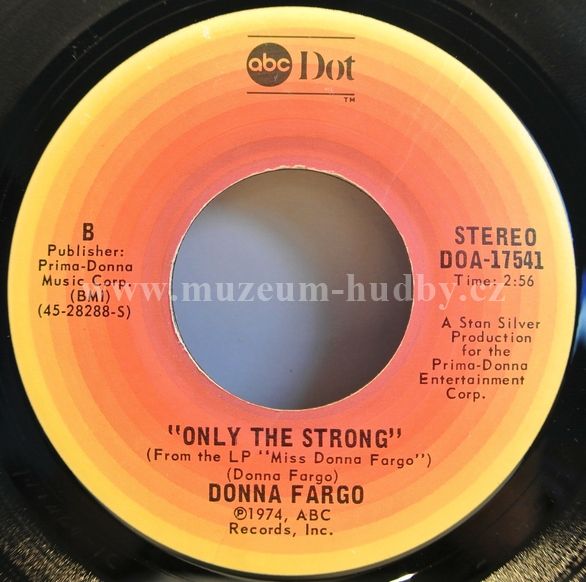 abc Dot
TM
B
Publisher:
Prima-Donna
Music Corp.
(BMI)
(45-28288-S)
STEREO
DOA-17541
Time: 2:56
A Stan Silver
Production
for the
Prima-Donna
Entertainment
Corp.
www.muzeum-hudby.cz
"ONLY THE STRONG"
(From the LP "Miss Donna Fargo")
(Donna Fargo)
DONNA FARGO
℗1974, ABC
Records, Inc.